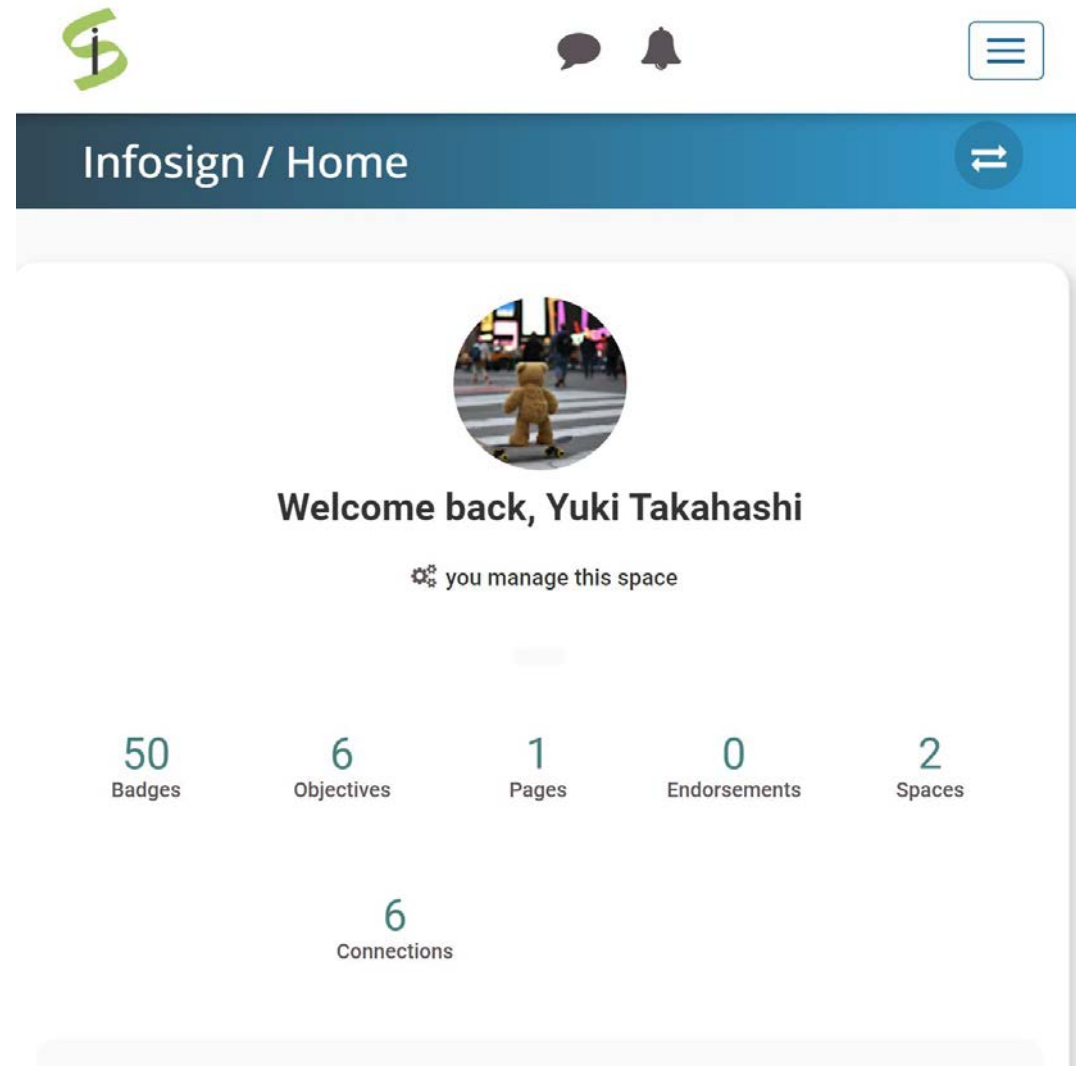 iS
Infosign / Home
Welcome back, Yuki Takahashi
you manage this space
50 6 1 0 2
Badges Objectives Pages Endorsements Spaces
6
Connections